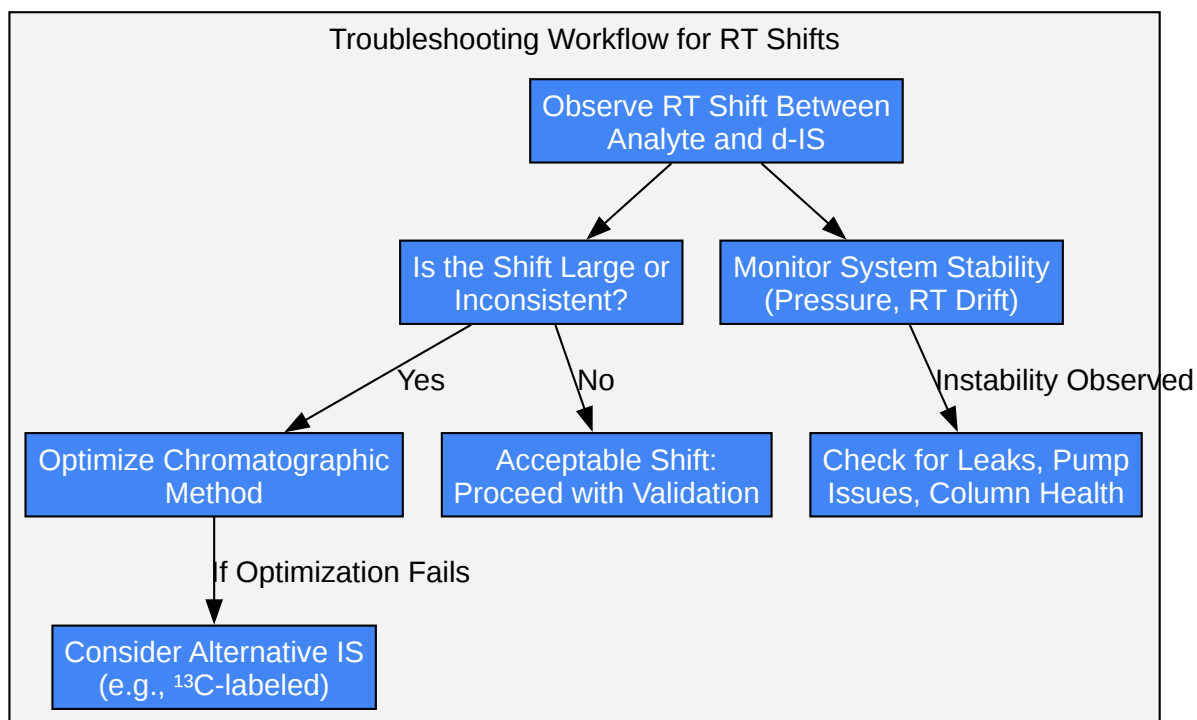 Troubleshooting Workflow for RT Shifts
Observe RT Shift Between
Analyte and d-IS
Is the Shift Large or
Inconsistent?
Monitor System Stability
(Pressure, RT Drift)
Yes
No
Instability Observed
Optimize Chromatographic
Method
Acceptable Shift:
Proceed with Validation
Check for Leaks, Pump
Issues, Column Health
If Optimization Fails
Consider Alternative IS
(e.g., ¹³C-labeled)